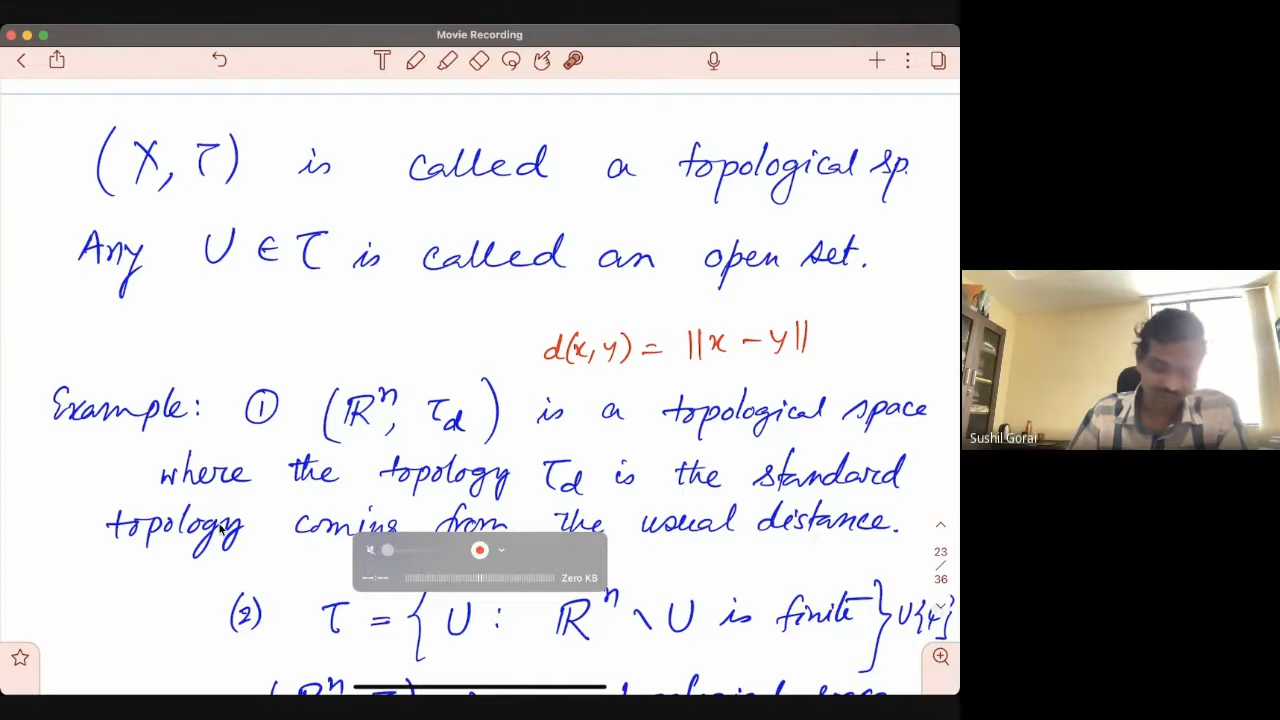 Movie Recording
(X, τ) is called a topological sp.
Any U ∈ τ is called an open set.
d(x, y) = ||x - y||
Example: ① (ℝⁿ, τ_d) is a topological space
where the topology τ_d is the standard
topology coming from the usual distance.
--:-- Zero KB
23
/
36
(2) τ = { U : ℝⁿ \ U is finite } ∪ {φ}
Sushil Gorai